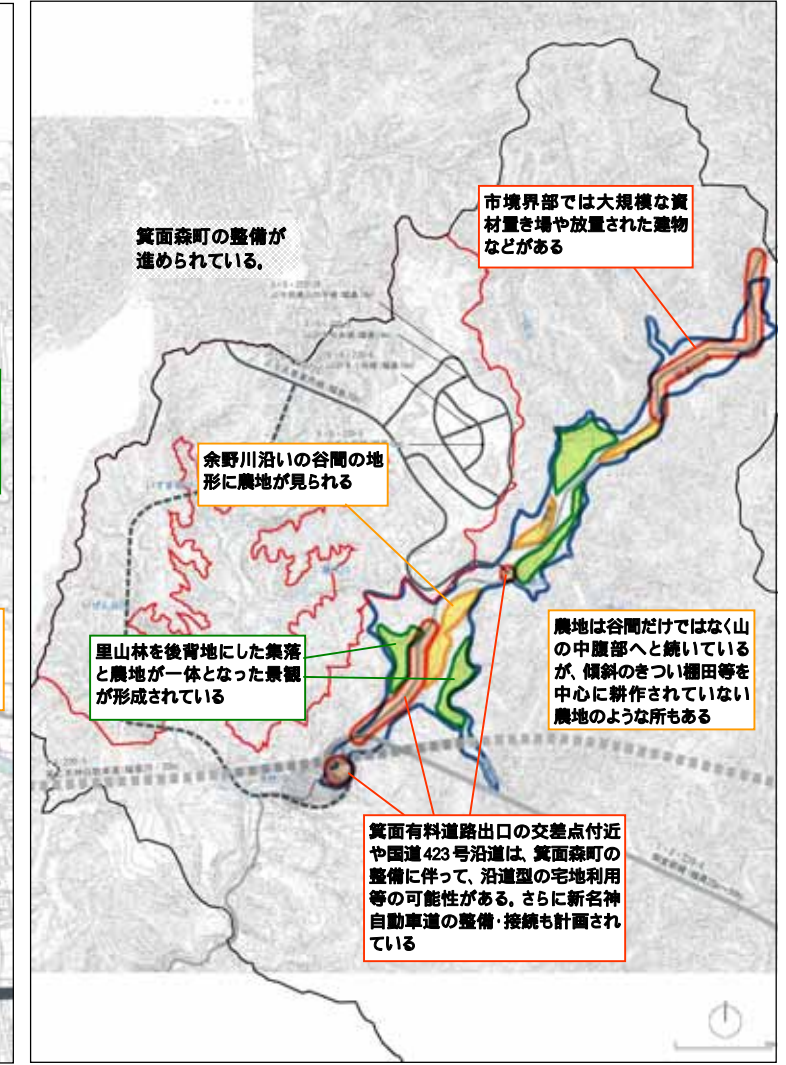 市境界部では大規模な資
材置き場や放置された建物
などがある
箕面森町の整備が
進められている。
余野川沿いの谷間の地
形に農地が見られる
農地は谷間だけではなく山
の中腹部へと続いている
が、傾斜のきつい棚田等を
中心に耕作されていない
農地のような所もある
里山林を後背地にした集落
と農地が一体となった景観
が形成されている
箕面有料道路出口の交差点付近
や国道423号沿道は、箕面森町の
整備に伴って、沿道型の宅地利用
等の可能性がある。さらに新名神
自動車道の整備・接続も計画され
ている